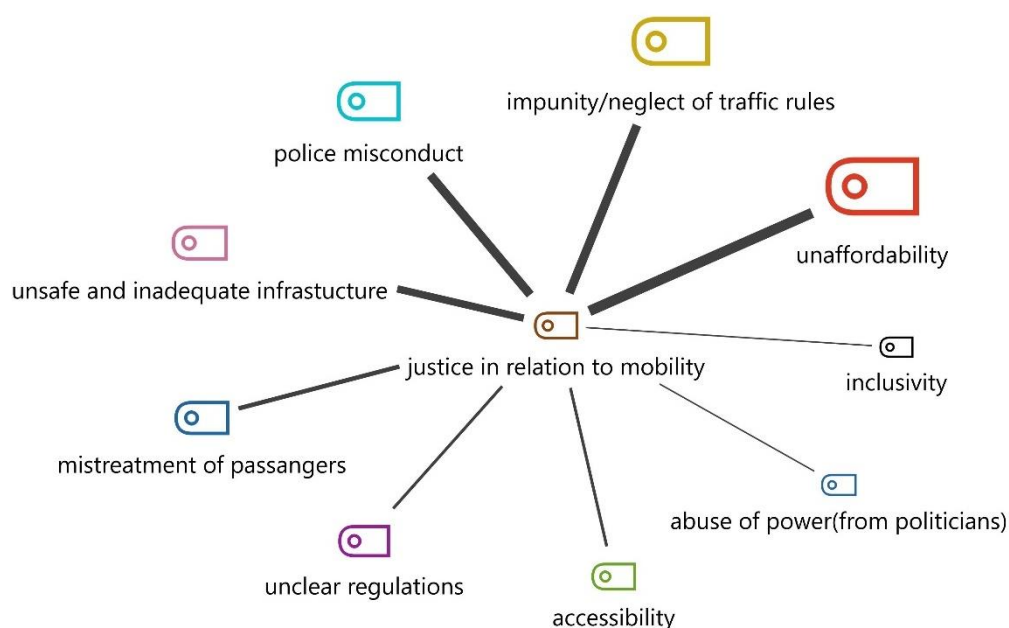 impunity/neglect of traffic rules
police misconduct
unaffordability
unsafe and inadequate infrastucture
justice in relation to mobility
inclusivity
mistreatment of passangers
abuse of power(from politicians)
unclear regulations
accessibility